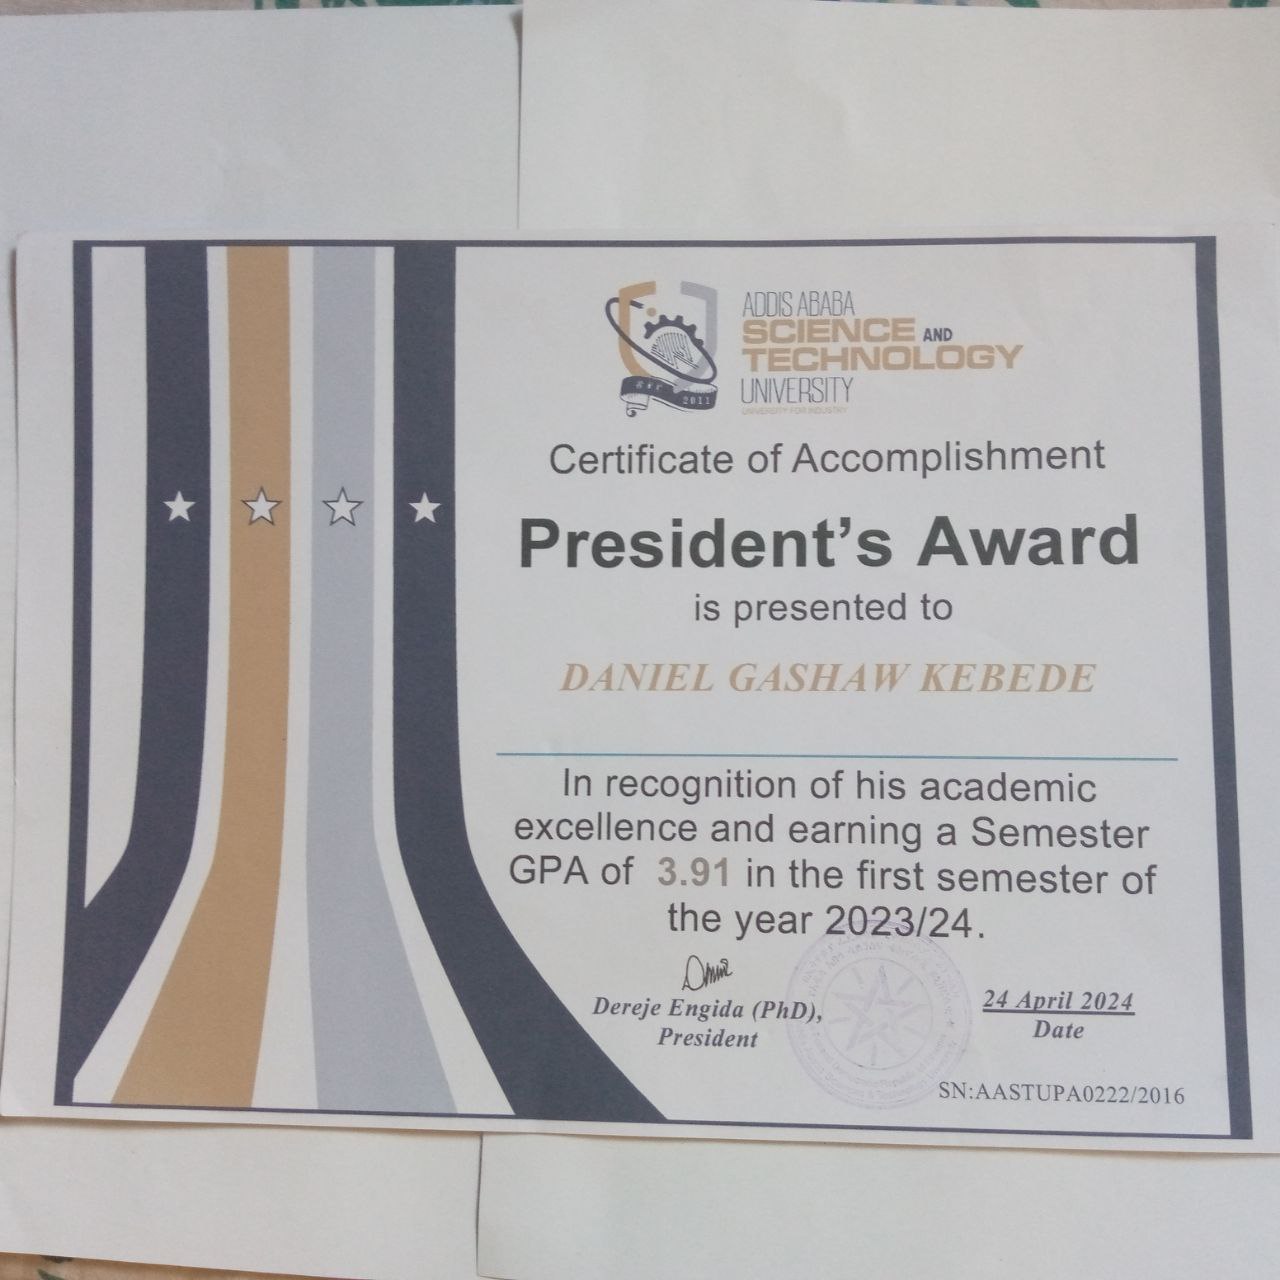 ADDIS ABABA
SCIENCE AND
TECHNOLOGY
UNIVERSITY
UNIVERSITY FOR INDUSTRY
2011
Certificate of Accomplishment
President's Award
is presented to
DANIEL GASHAW KEBEDE
In recognition of his academic
excellence and earning a Semester
GPA of 3.91 in the first semester of
the year 2023/24.
Dereje Engida (PhD),
President
24 April 2024
Date
SN:AASTUPA0222/2016